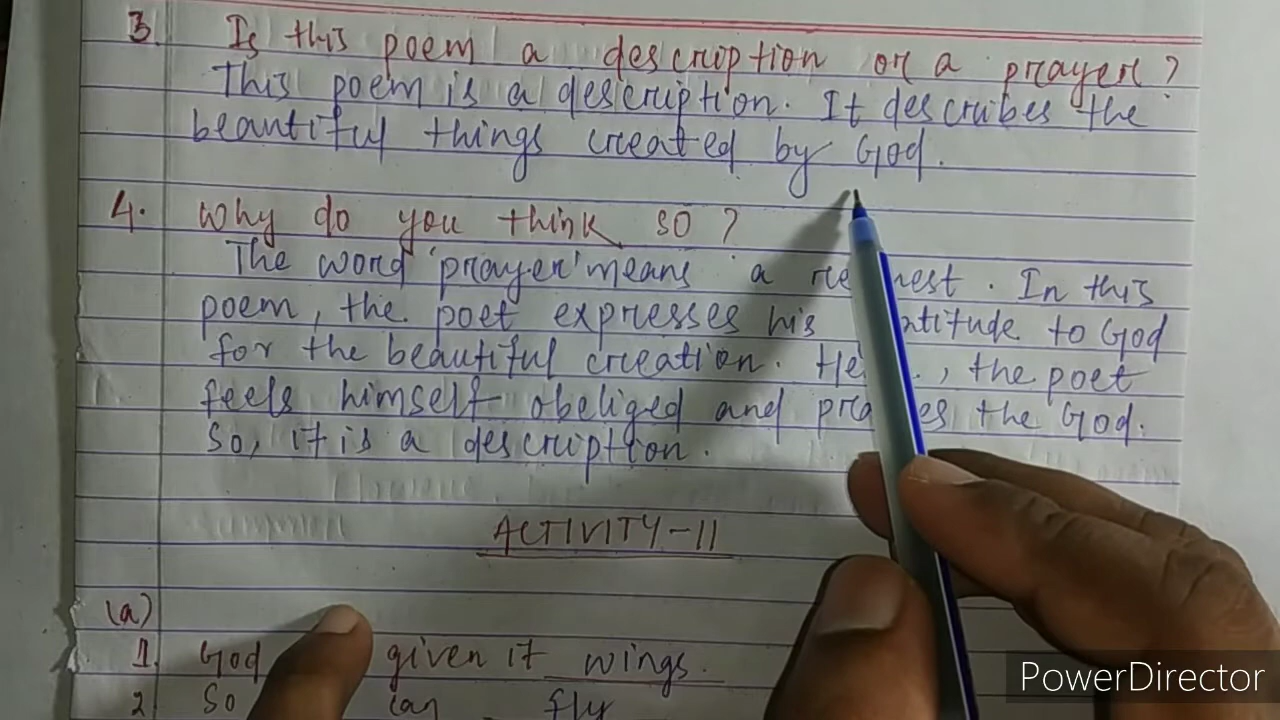 3. Is this poem a description or a prayer?
This poem is a description. It describes the
beautiful things created by God.
4. Why do you think so?
The word 'prayer' means a . In this
poem, the poet expresses his to God
for the beautiful creation. , the poet
feels himself obeliged and the God.
So, it is a description.
ACTIVITY-II
(a)
1. God given it wings.
2 So can fly
PowerDirector